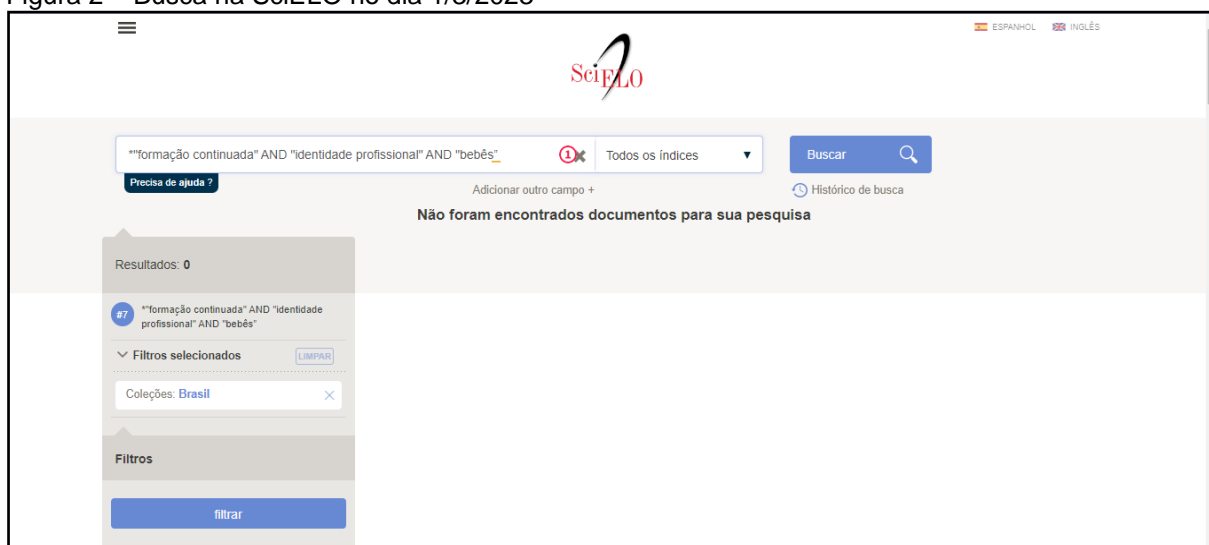 Figura 2 – Busca na SciELO no dia 1/8/2023
ESPANHOL INGLÊS
SciELO
*"formação continuada" AND "identidade profissional" AND "bebês" 1 Todos os índices Buscar
Precisa de ajuda ? Adicionar outro campo + Histórico de busca
Não foram encontrados documentos para sua pesquisa
Resultados: 0
#7 *"formação continuada" AND "identidade
profissional" AND "bebês"
Filtros selecionados LIMPAR
Coleções: Brasil
Filtros
filtrar